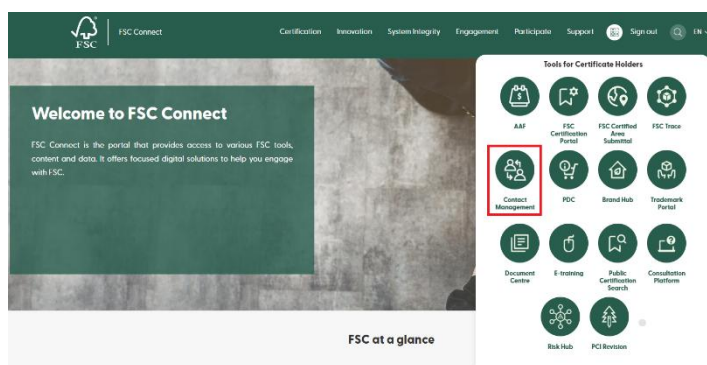 FSC
FSC Connect
Certification Innovation System Integrity Engagement Participate Support Sign out EN
Tools for Certificate Holders
Welcome to FSC Connect
FSC Connect is the portal that provides access to various FSC tools,
content and data. It offers focused digital solutions to help you engage
with FSC.
AAF
FSC
Certification
Portal
FSC Certified
Area
Submittal
FSC Trace
Contact
Management
PDC
Brand Hub
Trademark
Portal
Document
Centre
E-training
Public
Certification
Search
Consultation
Platform
Risk Hub
PCI Revision
FSC at a glance